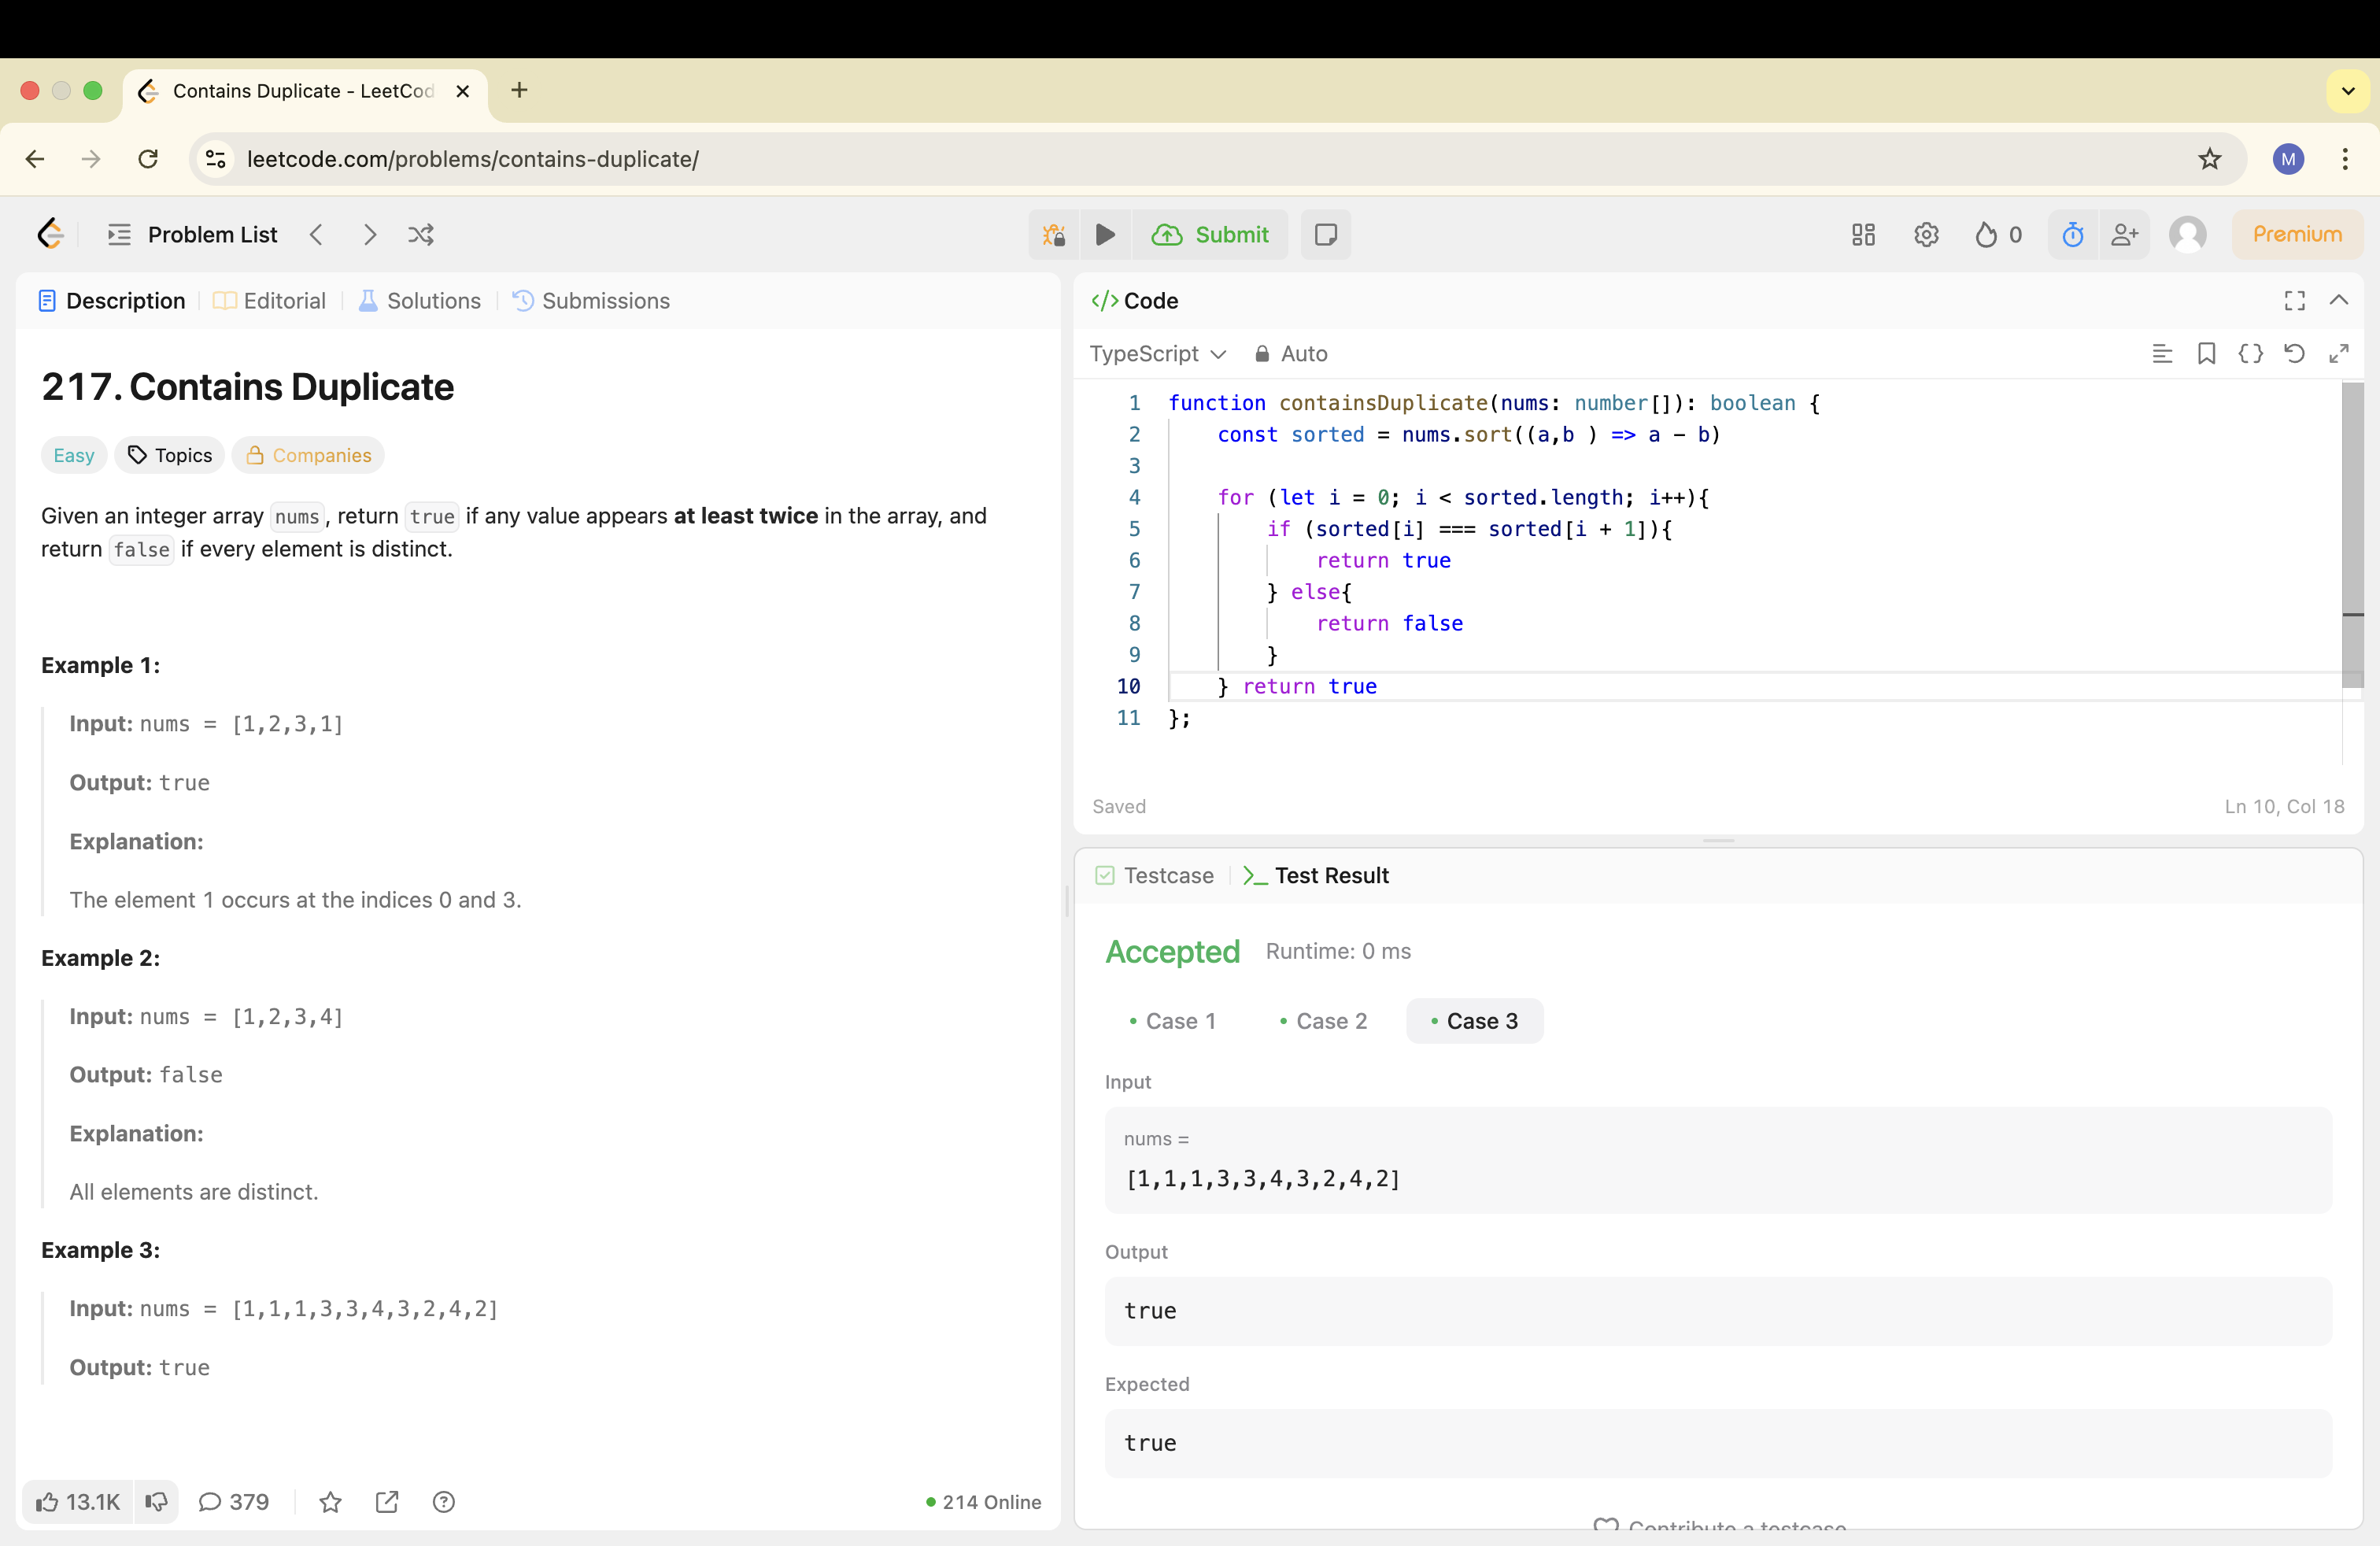 Contains Duplicate - LeetCod
leetcode.com/problems/contains-duplicate/
M
Problem List
Submit
0
Premium
Description
Editorial
Solutions
Submissions
217. Contains Duplicate
Easy
Topics
Companies
Given an integer array nums, return true if any value appears at least twice in the array, and
return false if every element is distinct.
Example 1:
Input: nums = [1,2,3,1]
Output: true
Explanation:
The element 1 occurs at the indices 0 and 3.
Example 2:
Input: nums = [1,2,3,4]
Output: false
Explanation:
All elements are distinct.
Example 3:
Input: nums = [1,1,1,3,3,4,3,2,4,2]
Output: true
13.1K
379
214 Online
</> Code
TypeScript
Auto
1 function containsDuplicate(nums: number[]): boolean {
2 const sorted = nums.sort((a,b ) => a - b)
3
4 for (let i = 0; i < sorted.length; i++){
5 if (sorted[i] === sorted[i + 1]){
6 return true
7 } else{
8 return false
9 }
10 } return true
11 };
Saved
Ln 10, Col 18
Testcase
Test Result
Accepted
Runtime: 0 ms
Case 1
Case 2
Case 3
Input
nums =
[1,1,1,3,3,4,3,2,4,2]
Output
true
Expected
true
Contribute a testcase